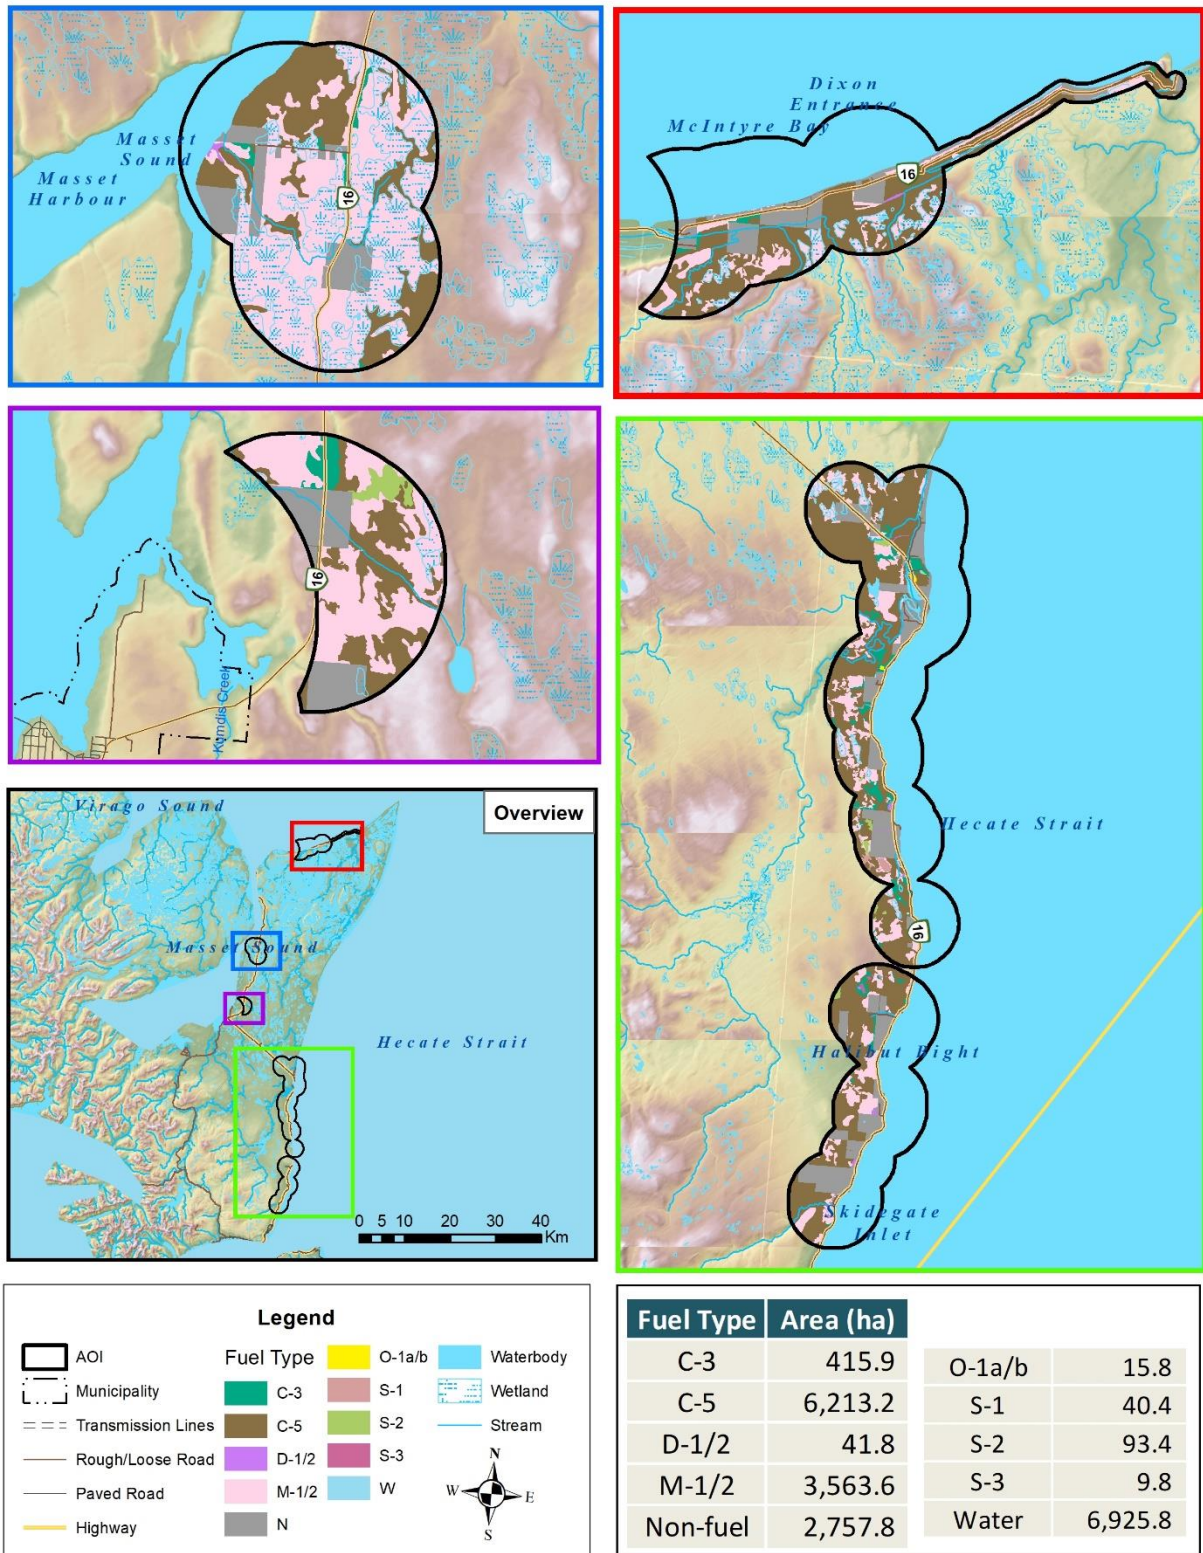 Masset
Sound
Masset
Harbour
16
Dixon
Entrance
McIntyre Bay
16
16
Kumdis Creek
Hecate Strait
16
Halibut Bight
Skidegate
Inlet
Overview
Virago Sound
Masset Sound
Hecate Strait
0 5 10 20 30 40
Km
Legend
AOI
Municipality
Transmission Lines
Rough/Loose Road
Paved Road
Highway
Fuel Type
C-3
C-5
D-1/2
M-1/2
N
O-1a/b
S-1
S-2
S-3
W
Waterbody
Wetland
Stream
N
W E
S
Fuel Type Area (ha)
C-3 415.9
C-5 6,213.2
D-1/2 41.8
M-1/2 3,563.6
Non-fuel 2,757.8
O-1a/b 15.8
S-1 40.4
S-2 93.4
S-3 9.8
Water 6,925.8